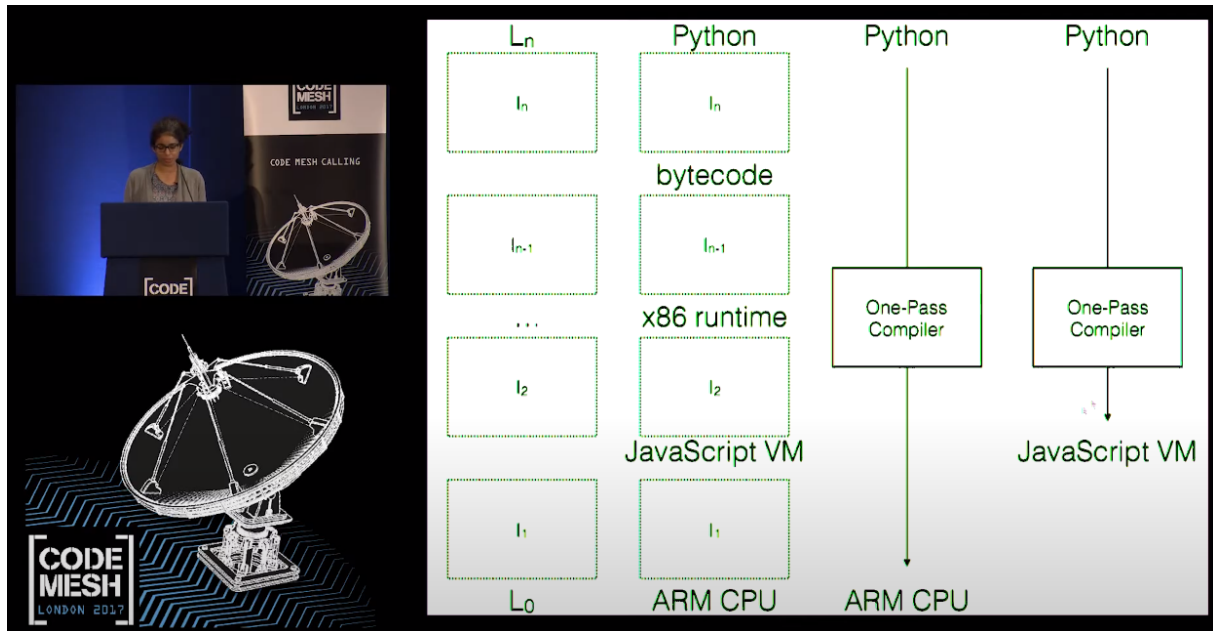 CODE
MESH
LONDON 2017
CODE MESH CALLING
[CODE
[CODE
MESH]
LONDON 2017
Lₙ
Iₙ
Iₙ₋₁
...
I₂
I₁
L₀
Python
Iₙ
bytecode
Iₙ₋₁
x86 runtime
I₂
JavaScript VM
I₁
ARM CPU
Python
One-Pass
Compiler
ARM CPU
Python
One-Pass
Compiler
JavaScript VM